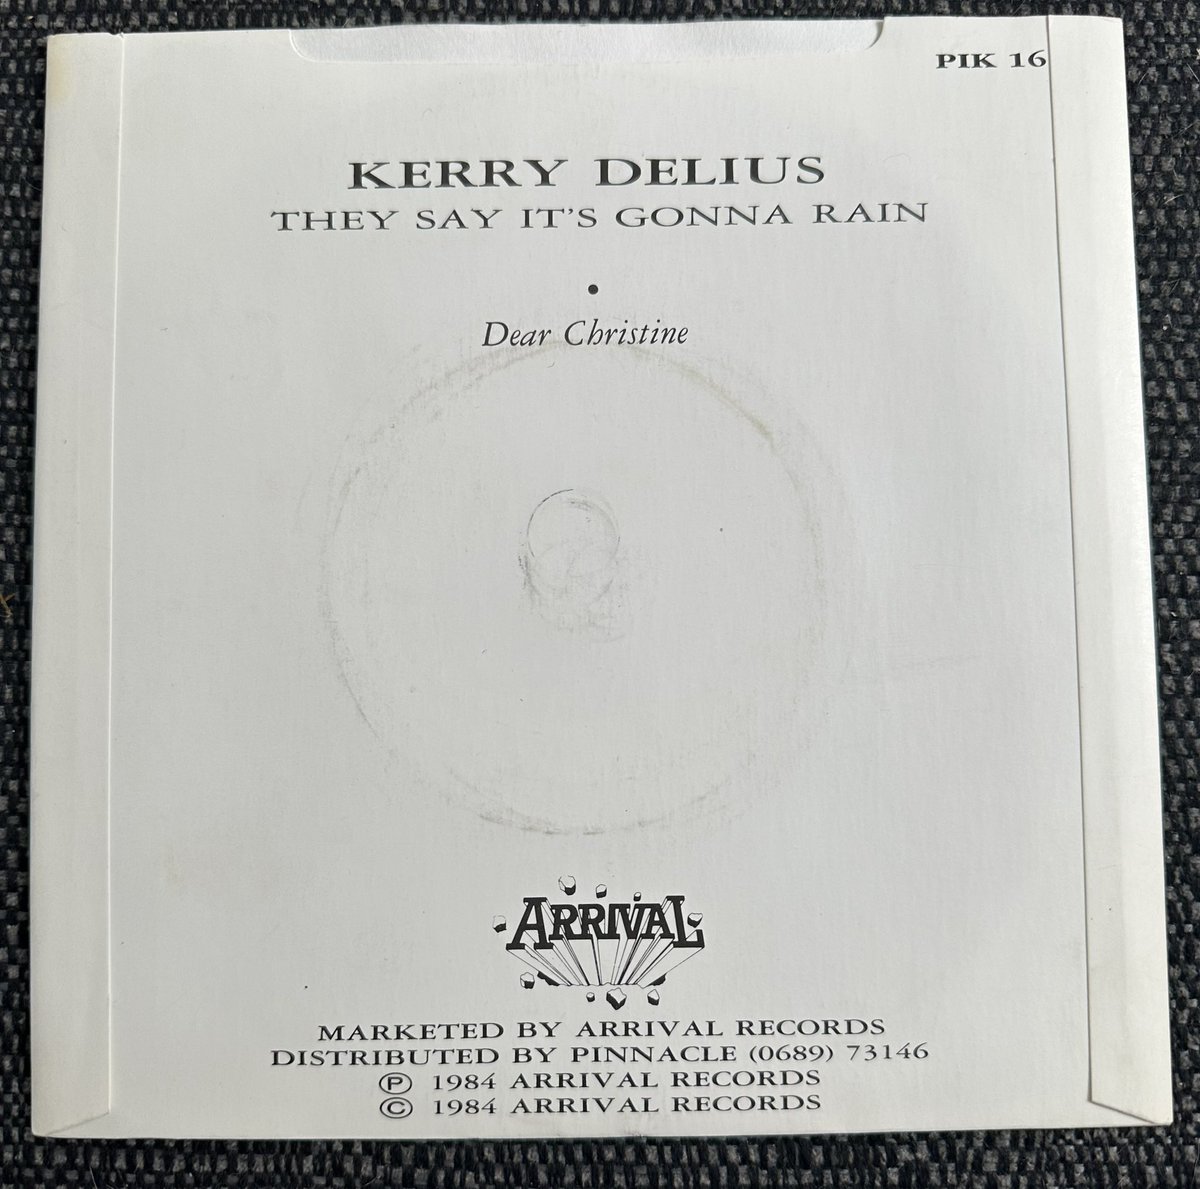 PIK 16
KERRY DELIUS
THEY SAY IT'S GONNA RAIN
•
Dear Christine
ARRIVAL
MARKETED BY ARRIVAL RECORDS
DISTRIBUTED BY PINNACLE (0689) 73146
℗ 1984 ARRIVAL RECORDS
© 1984 ARRIVAL RECORDS